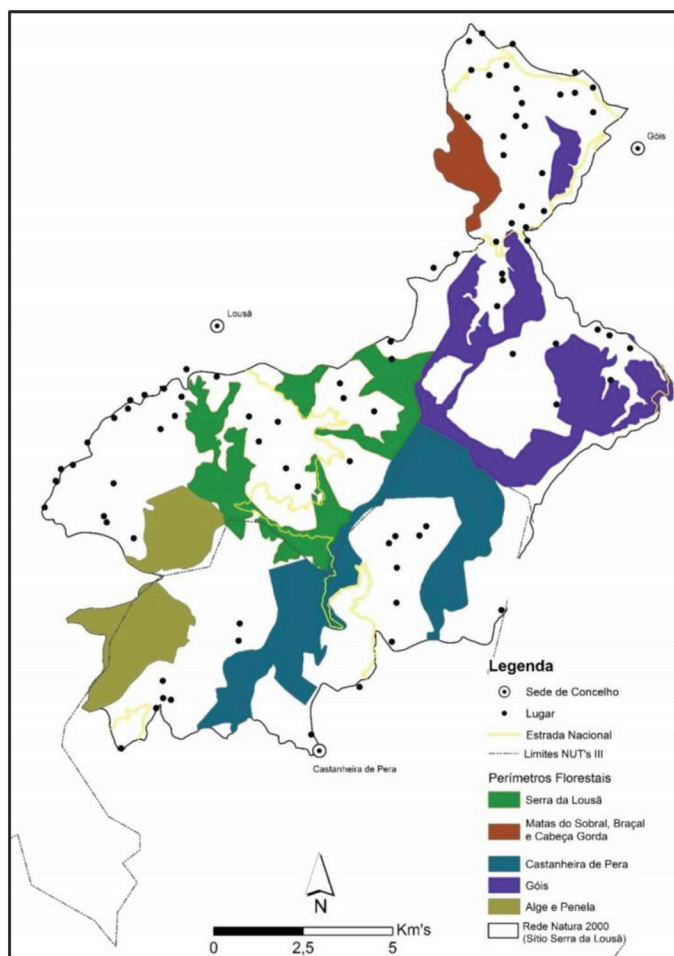 Góis
Lousã
Castanheira de Pera
Legenda
Sede de Concelho
Lugar
Estrada Nacional
Limites NUT's III
Perímetros Florestais
Serra da Lousã
Matas do Sobral, Braçal
e Cabeça Gorda
Castanheira de Pera
Góis
Alge e Penela
Rede Natura 2000
(Sítio Serra da Lousã)
N
Km's
0 2,5 5